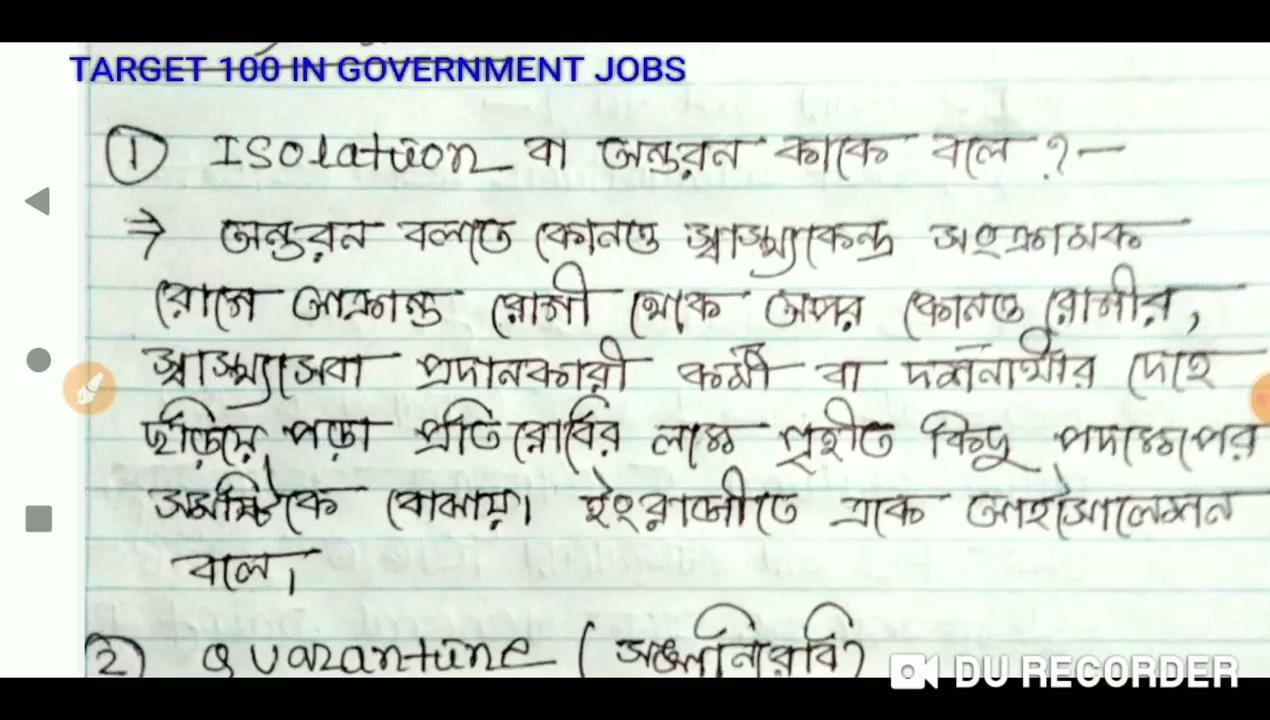 TARGET 100 IN GOVERNMENT JOBS
① Isolation বা অন্তরন কাকে বলে ? —
⇒ অন্তরন বলতে কোনও স্বাস্থ্যকেন্দ্র সংক্রামক
রোগে আক্রান্ত রোগী থেকে অপর কোনও রোগীর,
স্বাস্থ্যসেবা প্রদানকারী কর্মী বা দর্শনার্থীর দেহে
ছড়িয়ে পড়া প্রতিরোধের লক্ষে গৃহীত কিছু পদক্ষেপের
সমষ্টিকে বোঝায়। ইংরাজীতে একে আইসোলেশন
বলে।
② Quarantine (সঙ্গনিরোধ)
DU RECORDER